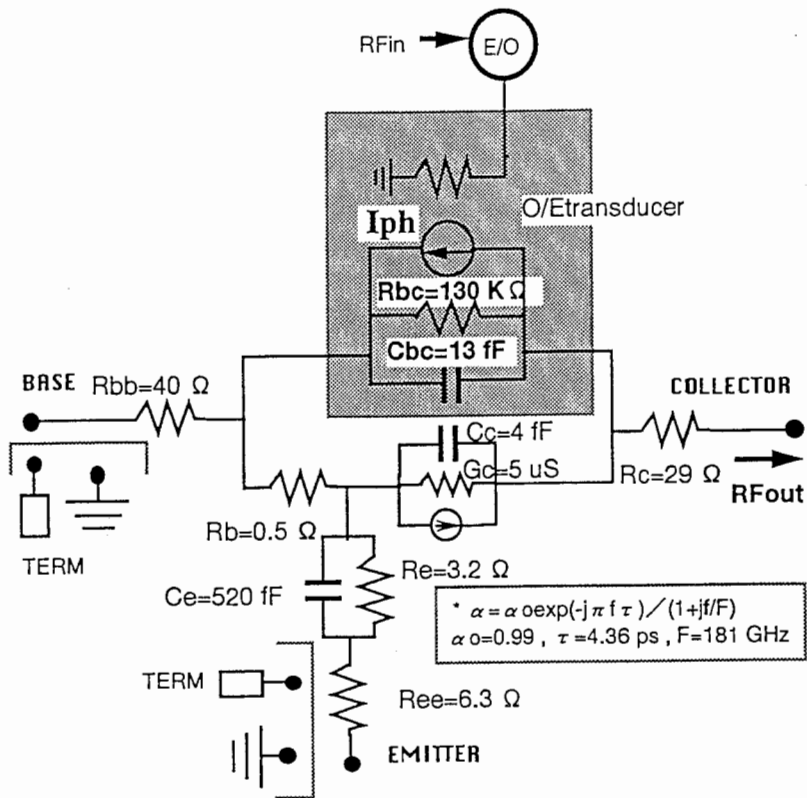 RFin
E/O
O/Etransducer
Iph
Rbc=130 K Ω
Cbc=13 fF
BASE
Rbb=40 Ω
COLLECTOR
Cc=4 fF
Gc=5 uS
Rc=29 Ω
RFout
Rb=0.5 Ω
TERM
Re=3.2 Ω
Ce=520 fF
* α = α oexp(-j π f τ ) ／ (1+jf/F)
α o=0.99 , τ =4.36 ps , F=181 GHz
TERM
Ree=6.3 Ω
EMITTER